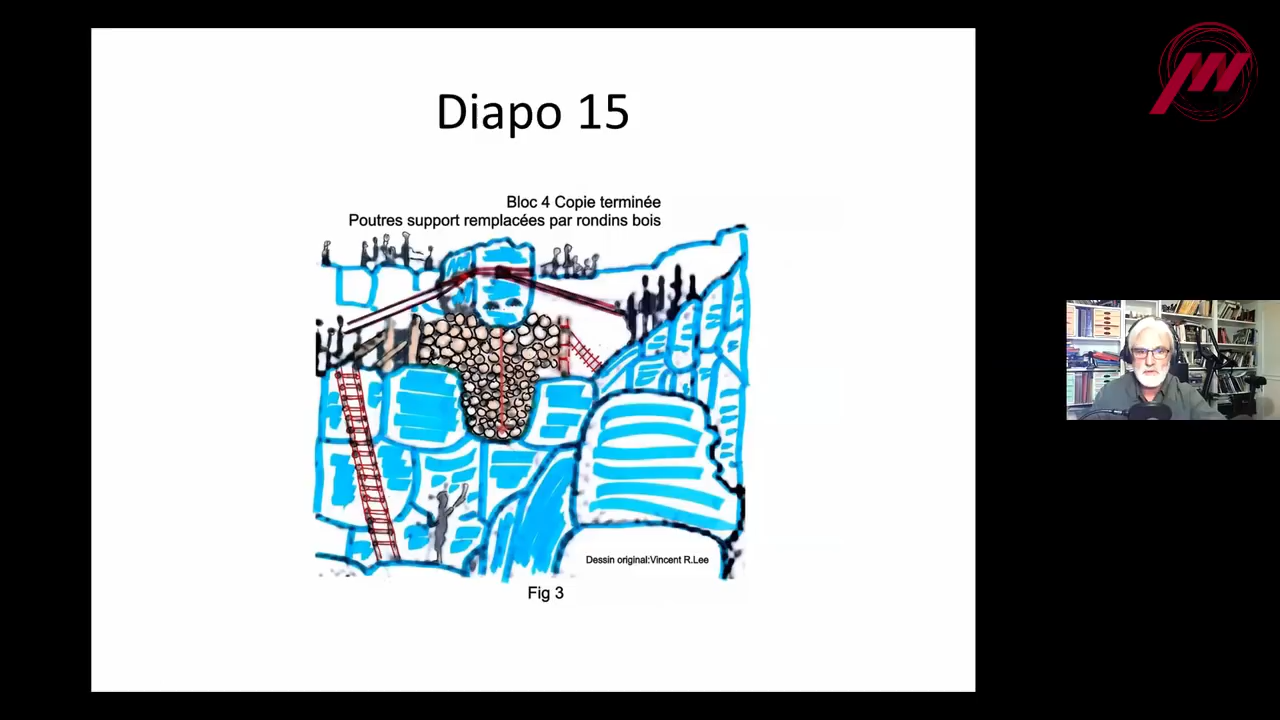 Diapo 15
Bloc 4 Copie terminée
Poutres support remplacées par rondins bois
Dessin original:Vincent R.Lee
Fig 3